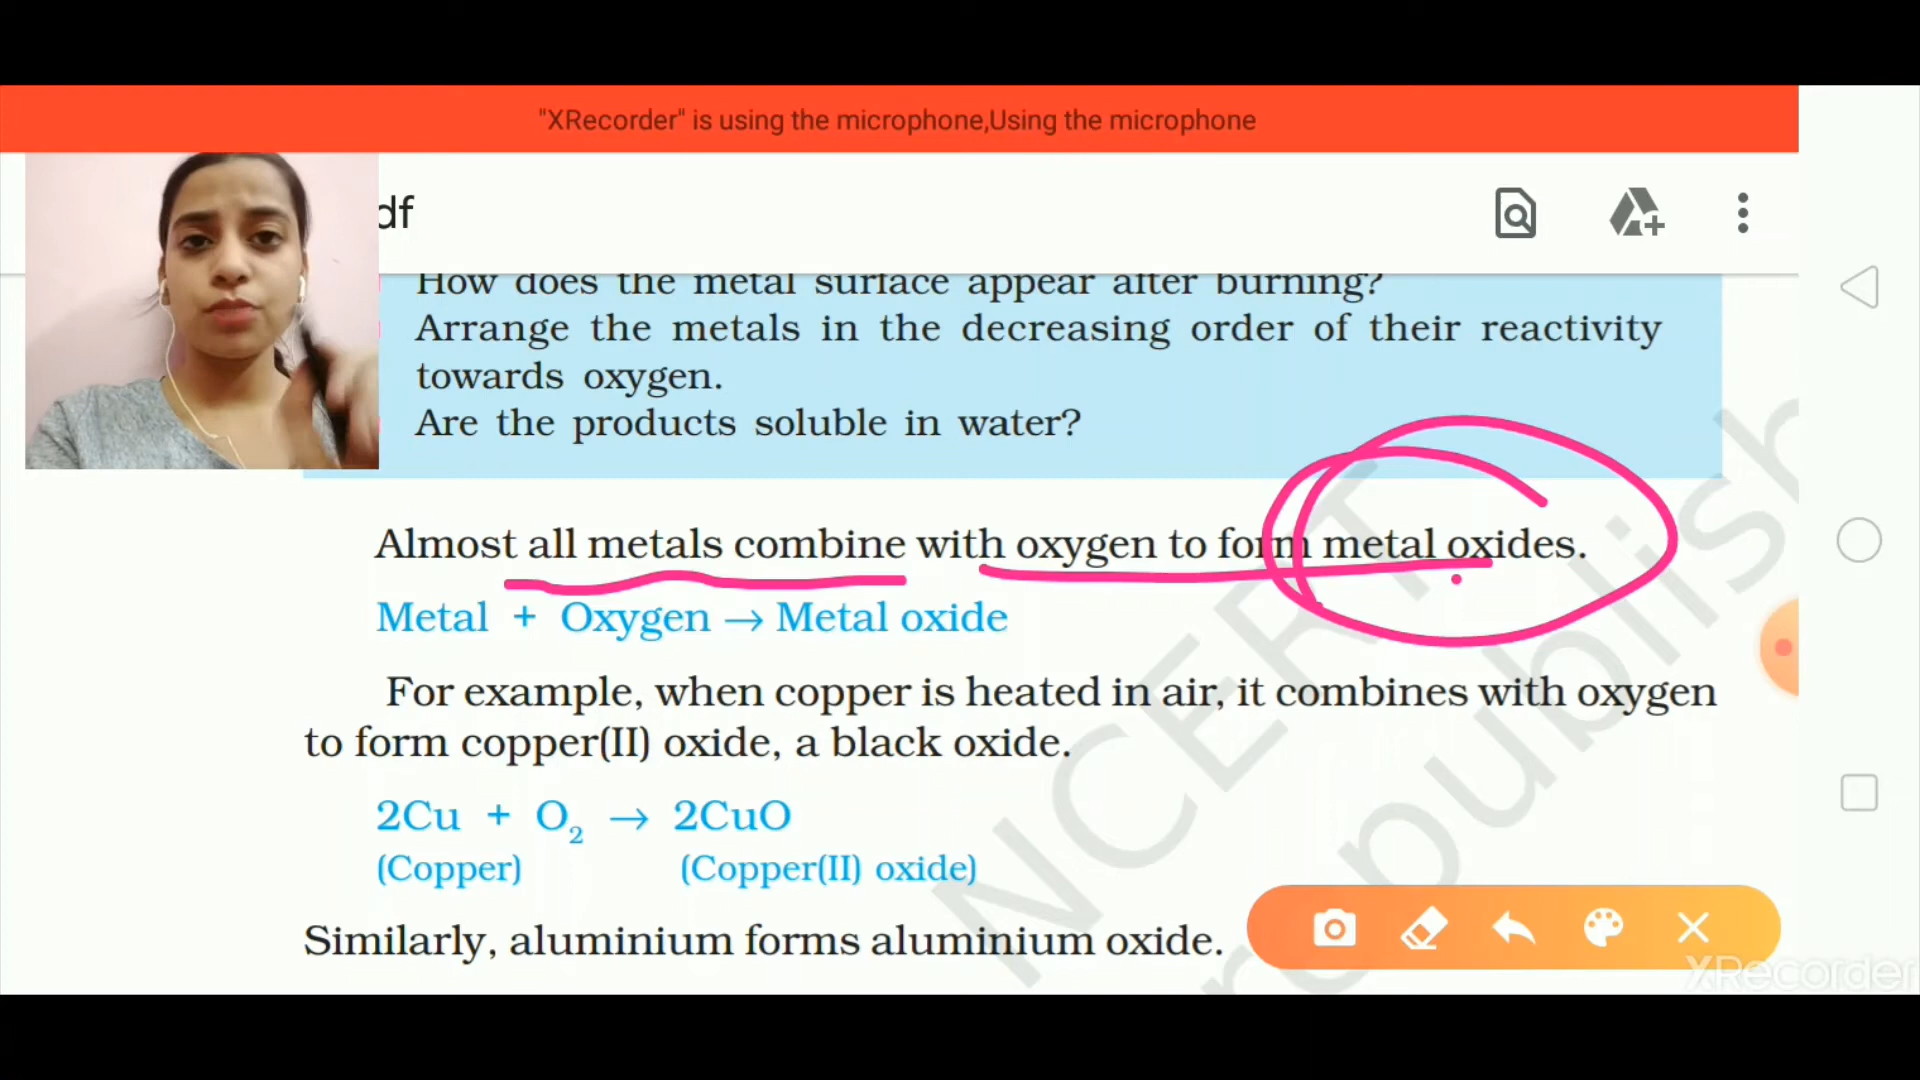 "XRecorder" is using the microphone,Using the microphone
df
How does the metal surface appear after burning?
Arrange the metals in the decreasing order of their reactivity
towards oxygen.
Are the products soluble in water?
Almost all metals combine with oxygen to form metal oxides.
Metal + Oxygen → Metal oxide
For example, when copper is heated in air, it combines with oxygen
to form copper(II) oxide, a black oxide.
2Cu + O₂ → 2CuO
(Copper) (Copper(II) oxide)
Similarly, aluminium forms aluminium oxide.
NCERT
republish
XRecorder